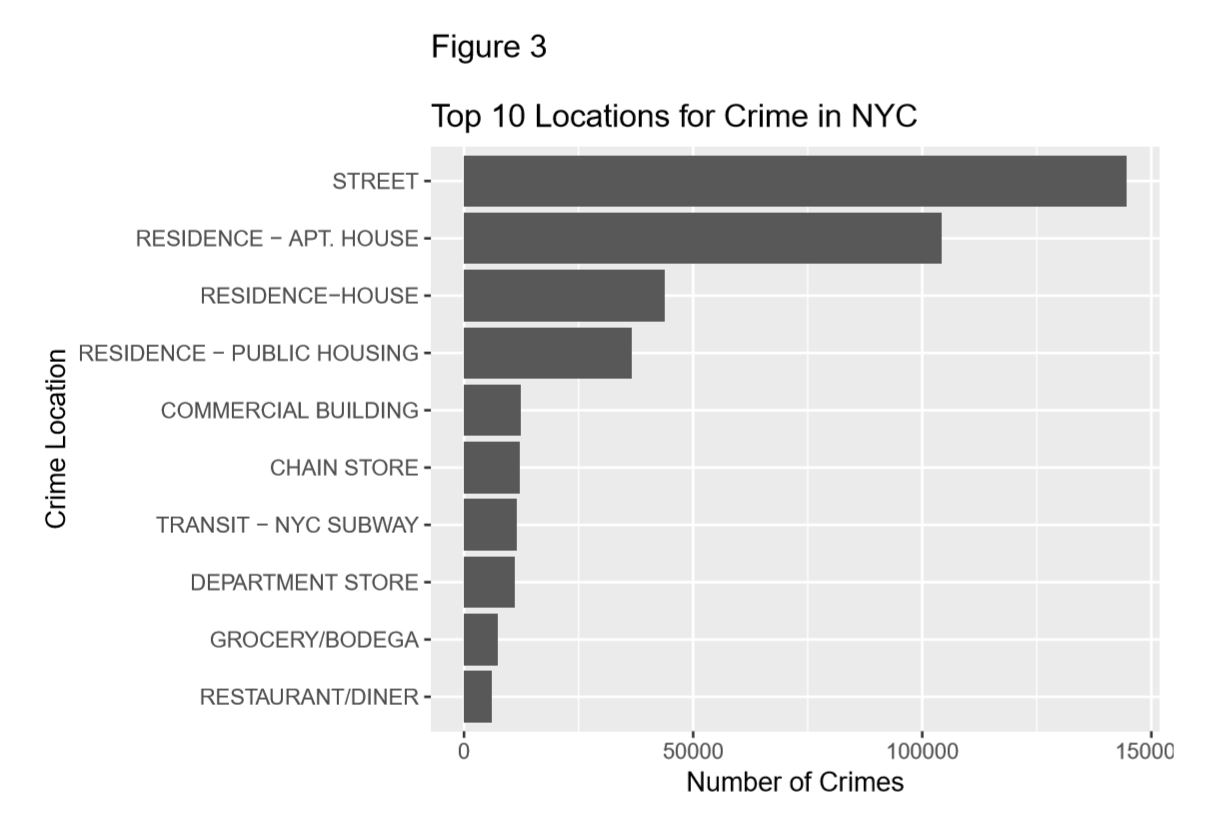 Figure 3
Top 10 Locations for Crime in NYC
STREET
RESIDENCE − APT. HOUSE
RESIDENCE−HOUSE
RESIDENCE − PUBLIC HOUSING
COMMERCIAL BUILDING
CHAIN STORE
TRANSIT − NYC SUBWAY
DEPARTMENT STORE
GROCERY/BODEGA
RESTAURANT/DINER
Crime Location
0 50000 100000 15000
Number of Crimes